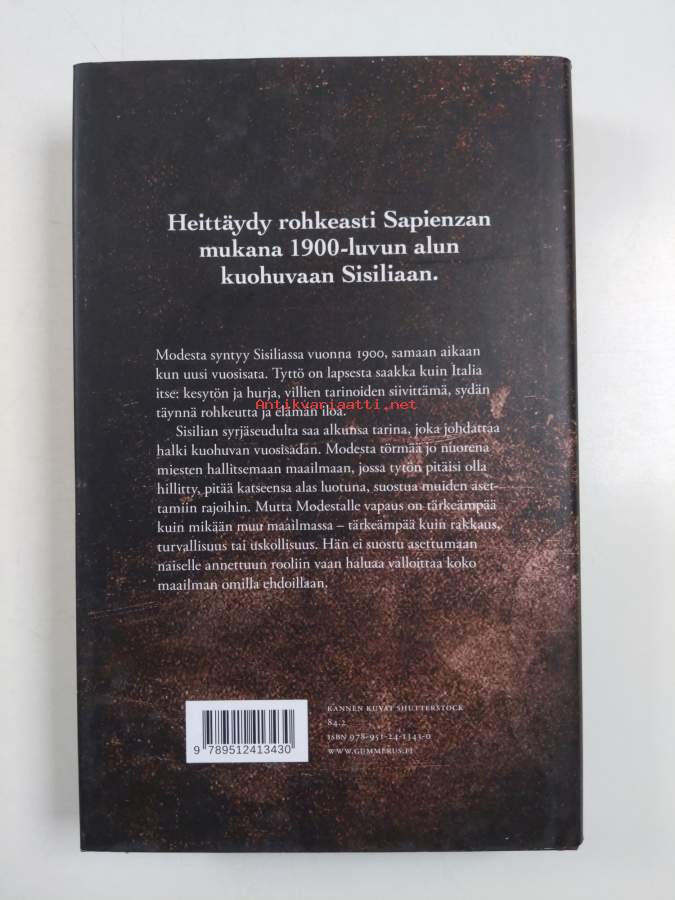 Heittäydy rohkeasti Sapienzan
mukana 1900-luvun alun
kuohuvaan Sisiliaan.
Modesta syntyy Sisiliassa vuonna 1900, samaan aikaan
kun uusi vuosisata. Tyttö on lapsesta saakka kuin Italia
itse: kesytön ja hurja, villien tarinoiden siivittämä, sydän
täynnä rohkeutta ja elämän iloa.
Antikvariaatti.net
Sisilian syrjäseudulta saa alkunsa tarina, joka johdattaa
halki kuohuvan vuosisadan. Modesta törmää jo nuorena
miesten hallitsemaan maailmaan, jossa tytön pitäisi olla
hillitty, pitää katseensa alas luotuna, suostua muiden aset-
tamiin rajoihin. Mutta Modestalle vapaus on tärkeämpää
kuin mikään muu maailmassa – tärkeämpää kuin rakkaus,
turvallisuus tai uskollisuus. Hän ei suostu asettumaan
naiselle annettuun rooliin vaan haluaa valloittaa koko
maailman omilla ehdoillaan.
KANNEN KUVAT SHUTTERSTOCK
84.2
ISBN 978-951-24-1343-0
WWW.GUMMERUS.FI
9 789512 413430